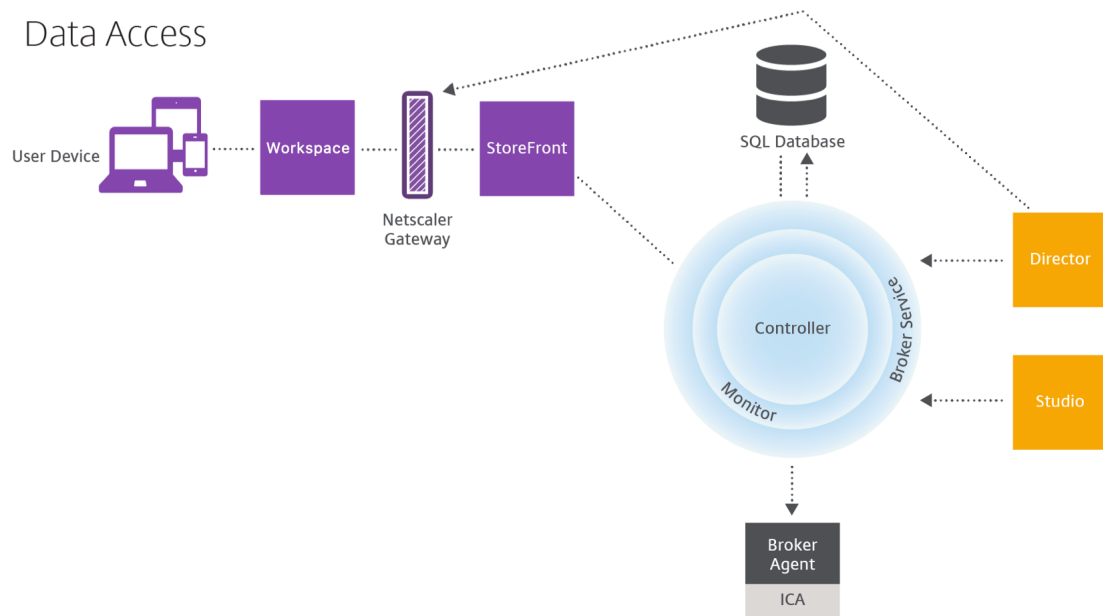 Data Access
User Device
Workspace
Netscaler
Gateway
StoreFront
SQL Database
Controller
Monitor
Broker Service
Director
Studio
Broker
Agent
ICA